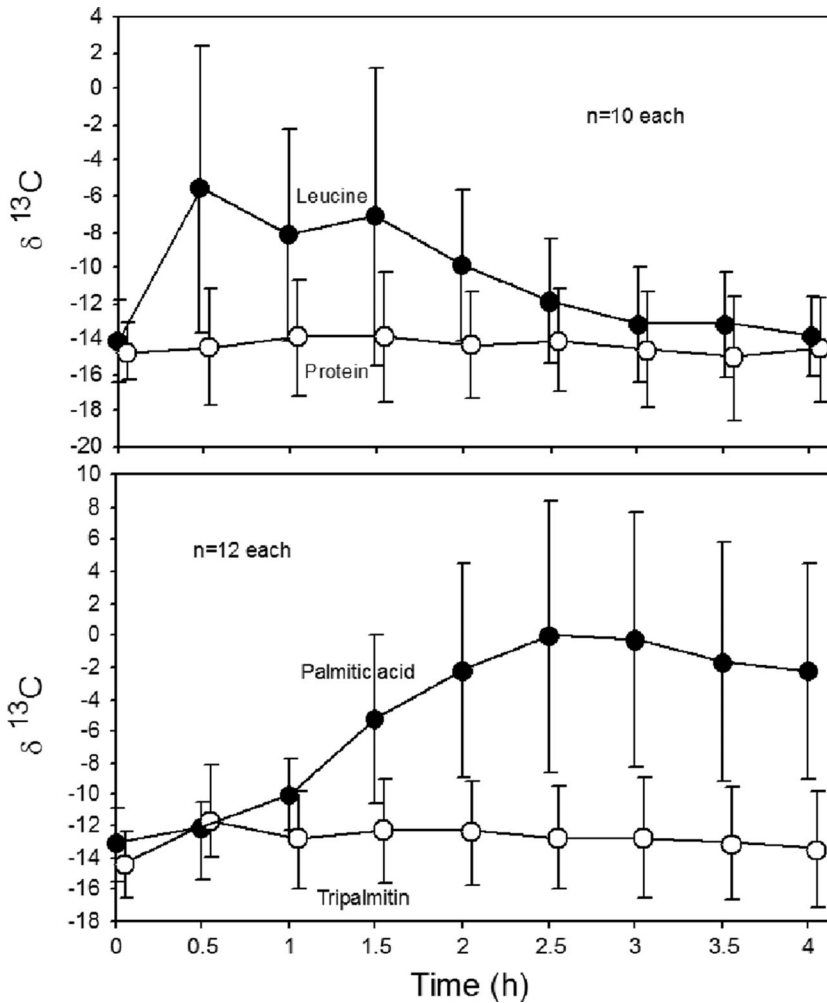 4
2
0
-2
-4
-6
-8
-10
-12
-14
-16
-18
-20
δ ¹³C
n=10 each
Leucine
Protein
10
8
6
4
2
0
-2
-4
-6
-8
-10
-12
-14
-16
-18
δ ¹³C
n=12 each
Palmitic acid
Tripalmitin
0 0.5 1 1.5 2 2.5 3 3.5 4
Time (h)